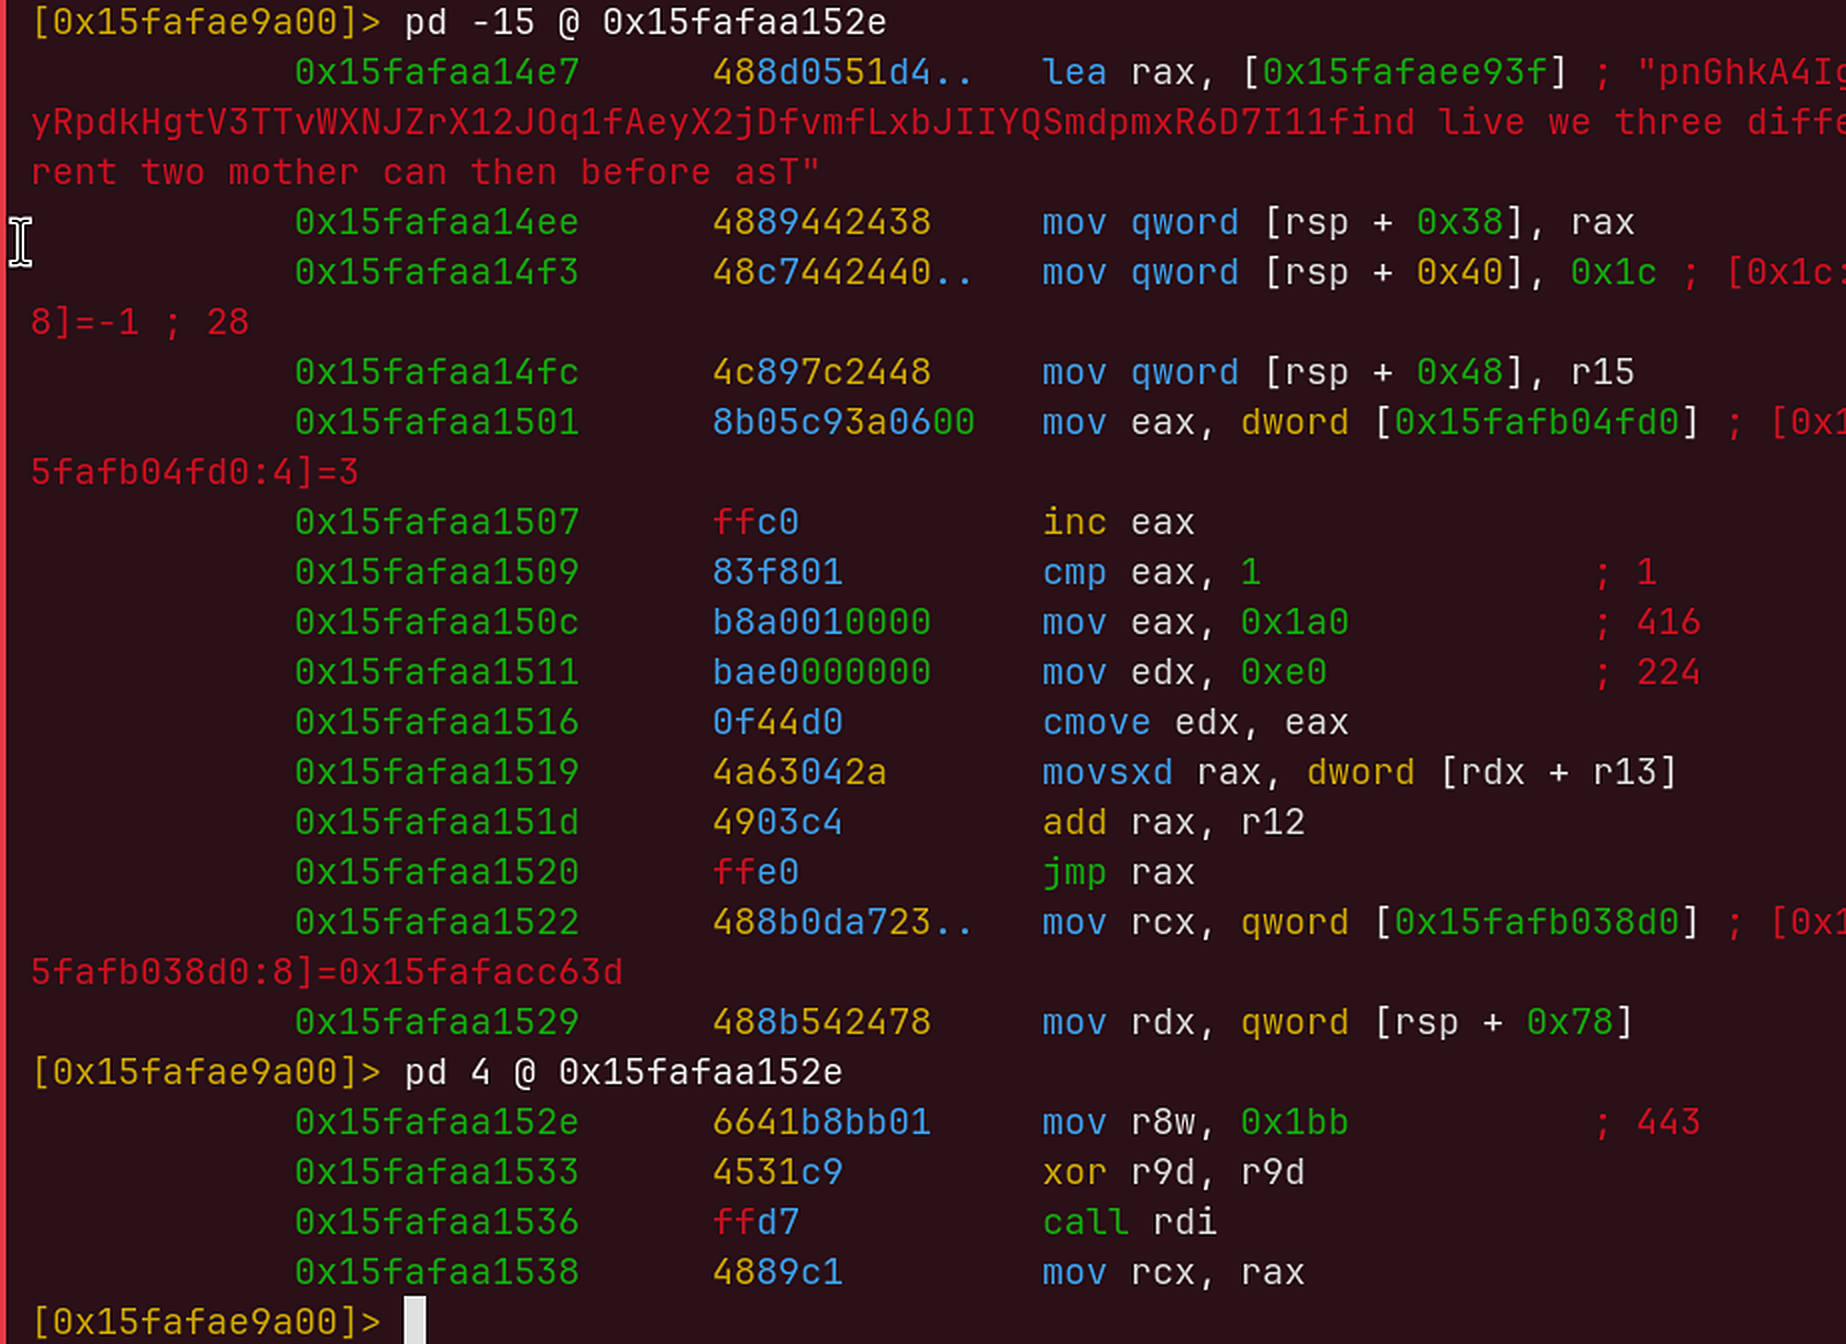 [0x15fafae9a00]> pd -15 @ 0x15fafaa152e
0x15fafaa14e7 488d0551d4.. lea rax, [0x15fafaee93f] ; "pnGhkA4Ig
yRpdkHgtV3TTvWXNJZrX12JOq1fAeyX2jDfvmfLxbJIIYQSmdpmxR6D7I11find live we three diffe
rent two mother can then before asT"
0x15fafaa14ee 4889442438 mov qword [rsp + 0x38], rax
0x15fafaa14f3 48c7442440.. mov qword [rsp + 0x40], 0x1c ; [0x1c:
8]=-1 ; 28
0x15fafaa14fc 4c897c2448 mov qword [rsp + 0x48], r15
0x15fafaa1501 8b05c93a0600 mov eax, dword [0x15fafb04fd0] ; [0x1
5fafb04fd0:4]=3
0x15fafaa1507 ffc0 inc eax
0x15fafaa1509 83f801 cmp eax, 1 ; 1
0x15fafaa150c b8a0010000 mov eax, 0x1a0 ; 416
0x15fafaa1511 bae0000000 mov edx, 0xe0 ; 224
0x15fafaa1516 0f44d0 cmove edx, eax
0x15fafaa1519 4a63042a movsxd rax, dword [rdx + r13]
0x15fafaa151d 4903c4 add rax, r12
0x15fafaa1520 ffe0 jmp rax
0x15fafaa1522 488b0da723.. mov rcx, qword [0x15fafb038d0] ; [0x1
5fafb038d0:8]=0x15fafacc63d
0x15fafaa1529 488b542478 mov rdx, qword [rsp + 0x78]
[0x15fafae9a00]> pd 4 @ 0x15fafaa152e
0x15fafaa152e 6641b8bb01 mov r8w, 0x1bb ; 443
0x15fafaa1533 4531c9 xor r9d, r9d
0x15fafaa1536 ffd7 call rdi
0x15fafaa1538 4889c1 mov rcx, rax
[0x15fafae9a00]>